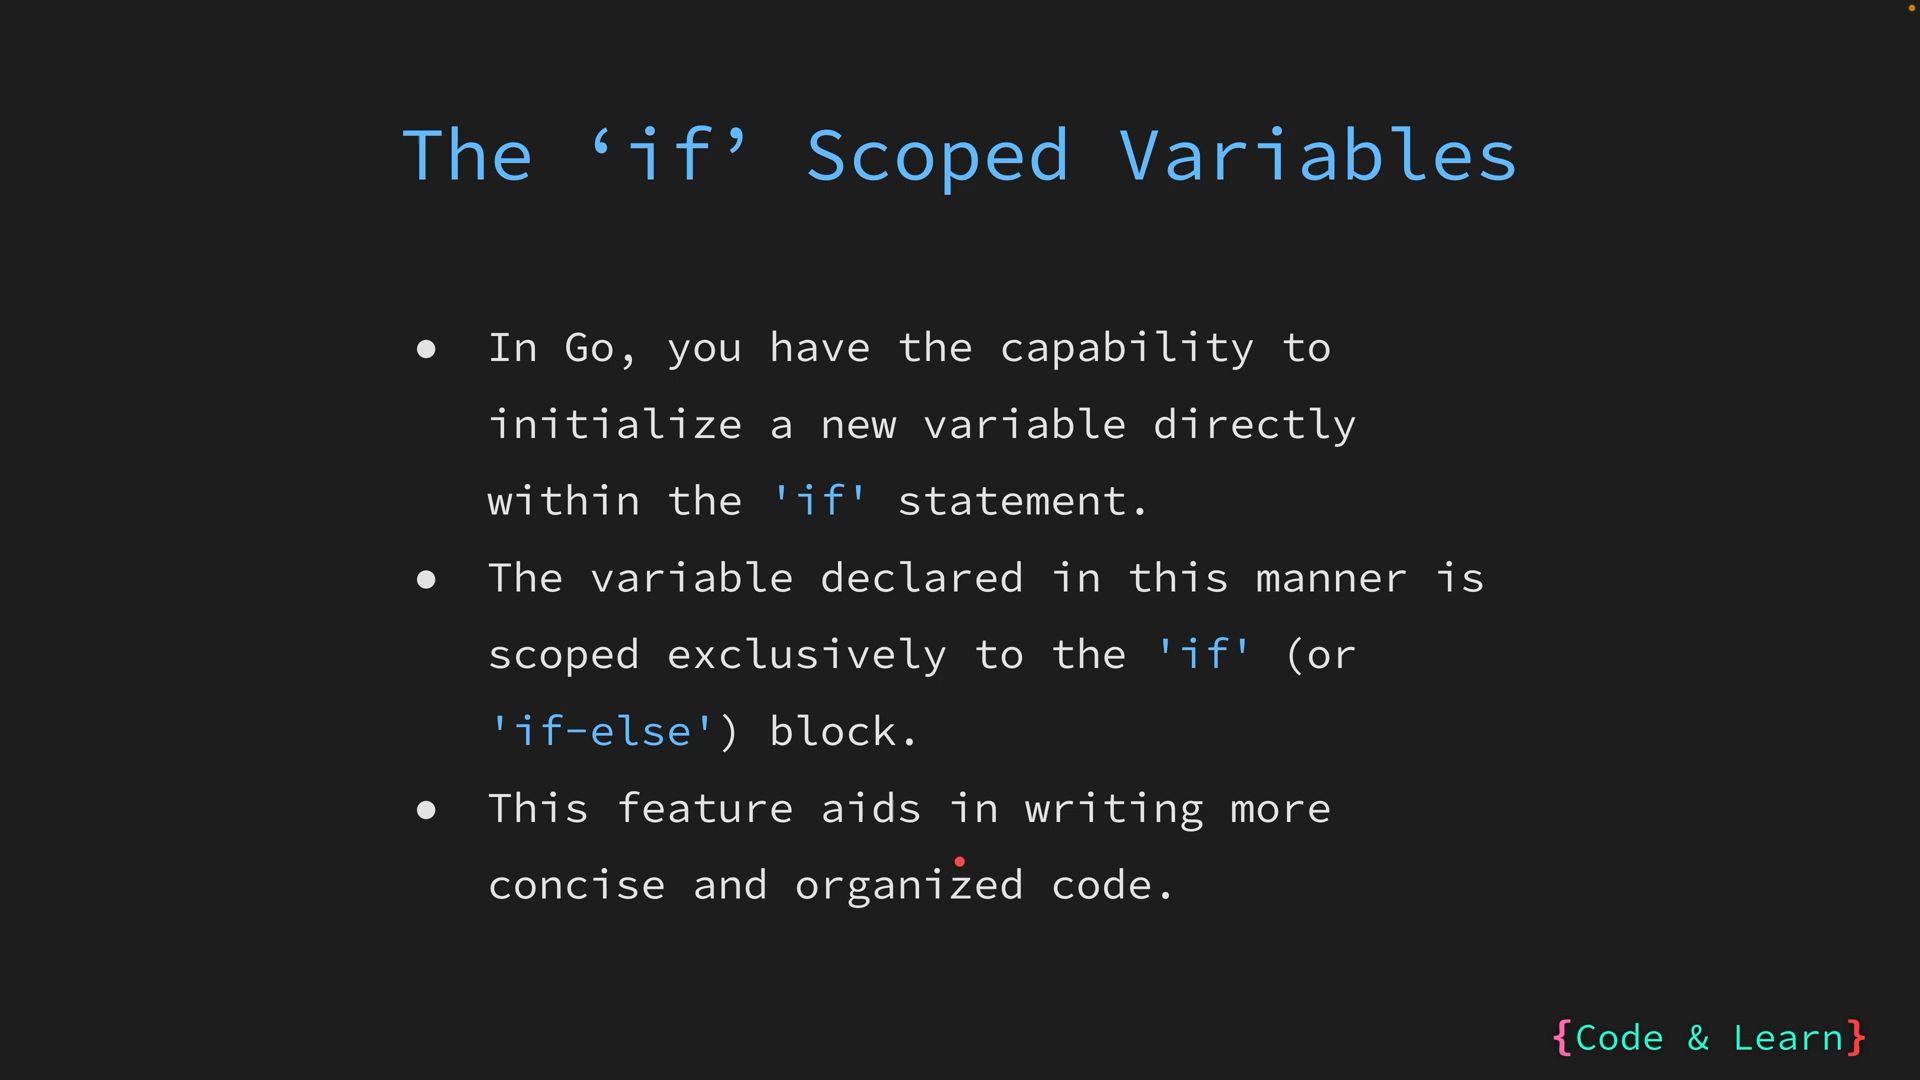 The ‘if’ Scoped Variables
● In Go, you have the capability to
initialize a new variable directly
within the 'if' statement.
● The variable declared in this manner is
scoped exclusively to the 'if' (or
'if-else') block.
● This feature aids in writing more
concise and organized code.
{Code & Learn}